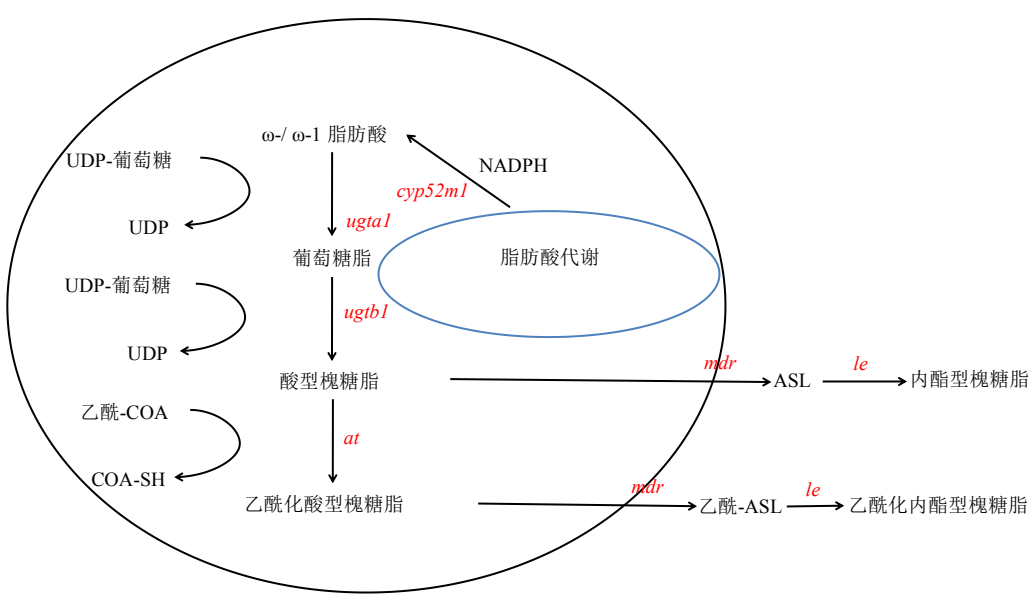 ω-/ ω-1 脂肪酸
UDP-葡萄糖
NADPH
cyp52m1
ugta1
UDP
葡萄糖脂
脂肪酸代谢
UDP-葡萄糖
ugtb1
UDP
mdr
le
酸型槐糖脂
ASL
内酯型槐糖脂
乙酰-COA
at
COA-SH
mdr
le
乙酰化酸型槐糖脂
乙酰-ASL
乙酰化内酯型槐糖脂